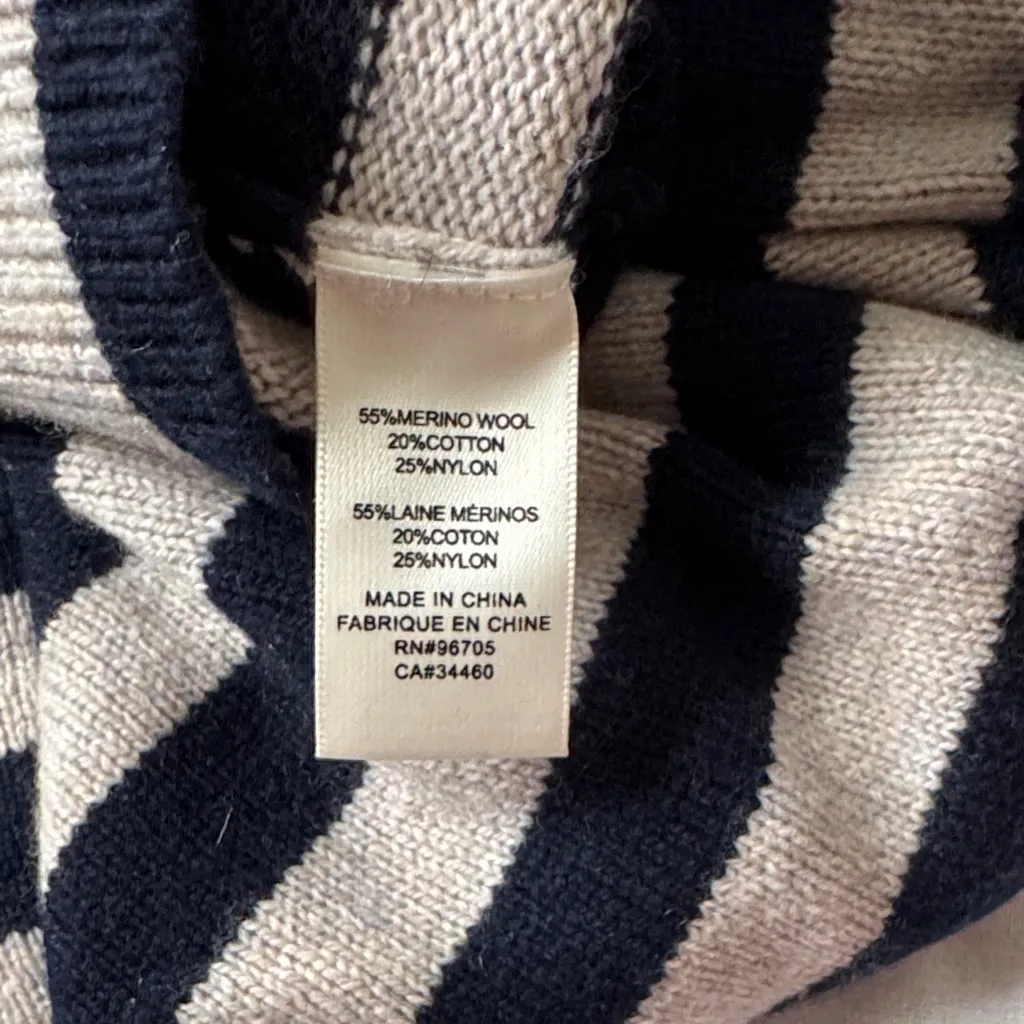 55%MERINO WOOL
20%COTTON
25%NYLON
55%LAINE MÉRINOS
20%COTON
25%NYLON
MADE IN CHINA
FABRIQUE EN CHINE
RN#96705
CA#34460